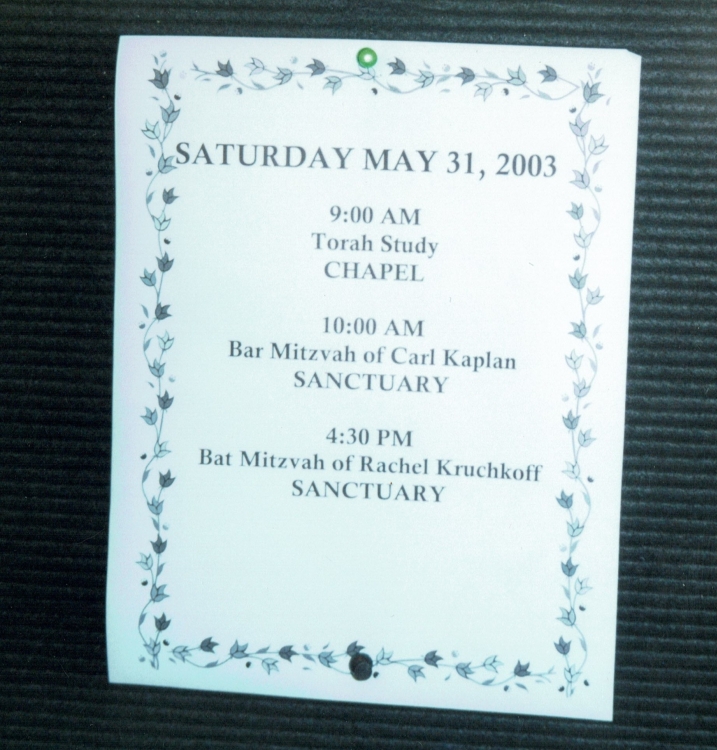 SATURDAY MAY 31, 2003
9:00 AM
Torah Study
CHAPEL
10:00 AM
Bar Mitzvah of Carl Kaplan
SANCTUARY
4:30 PM
Bat Mitzvah of Rachel Kruchkoff
SANCTUARY